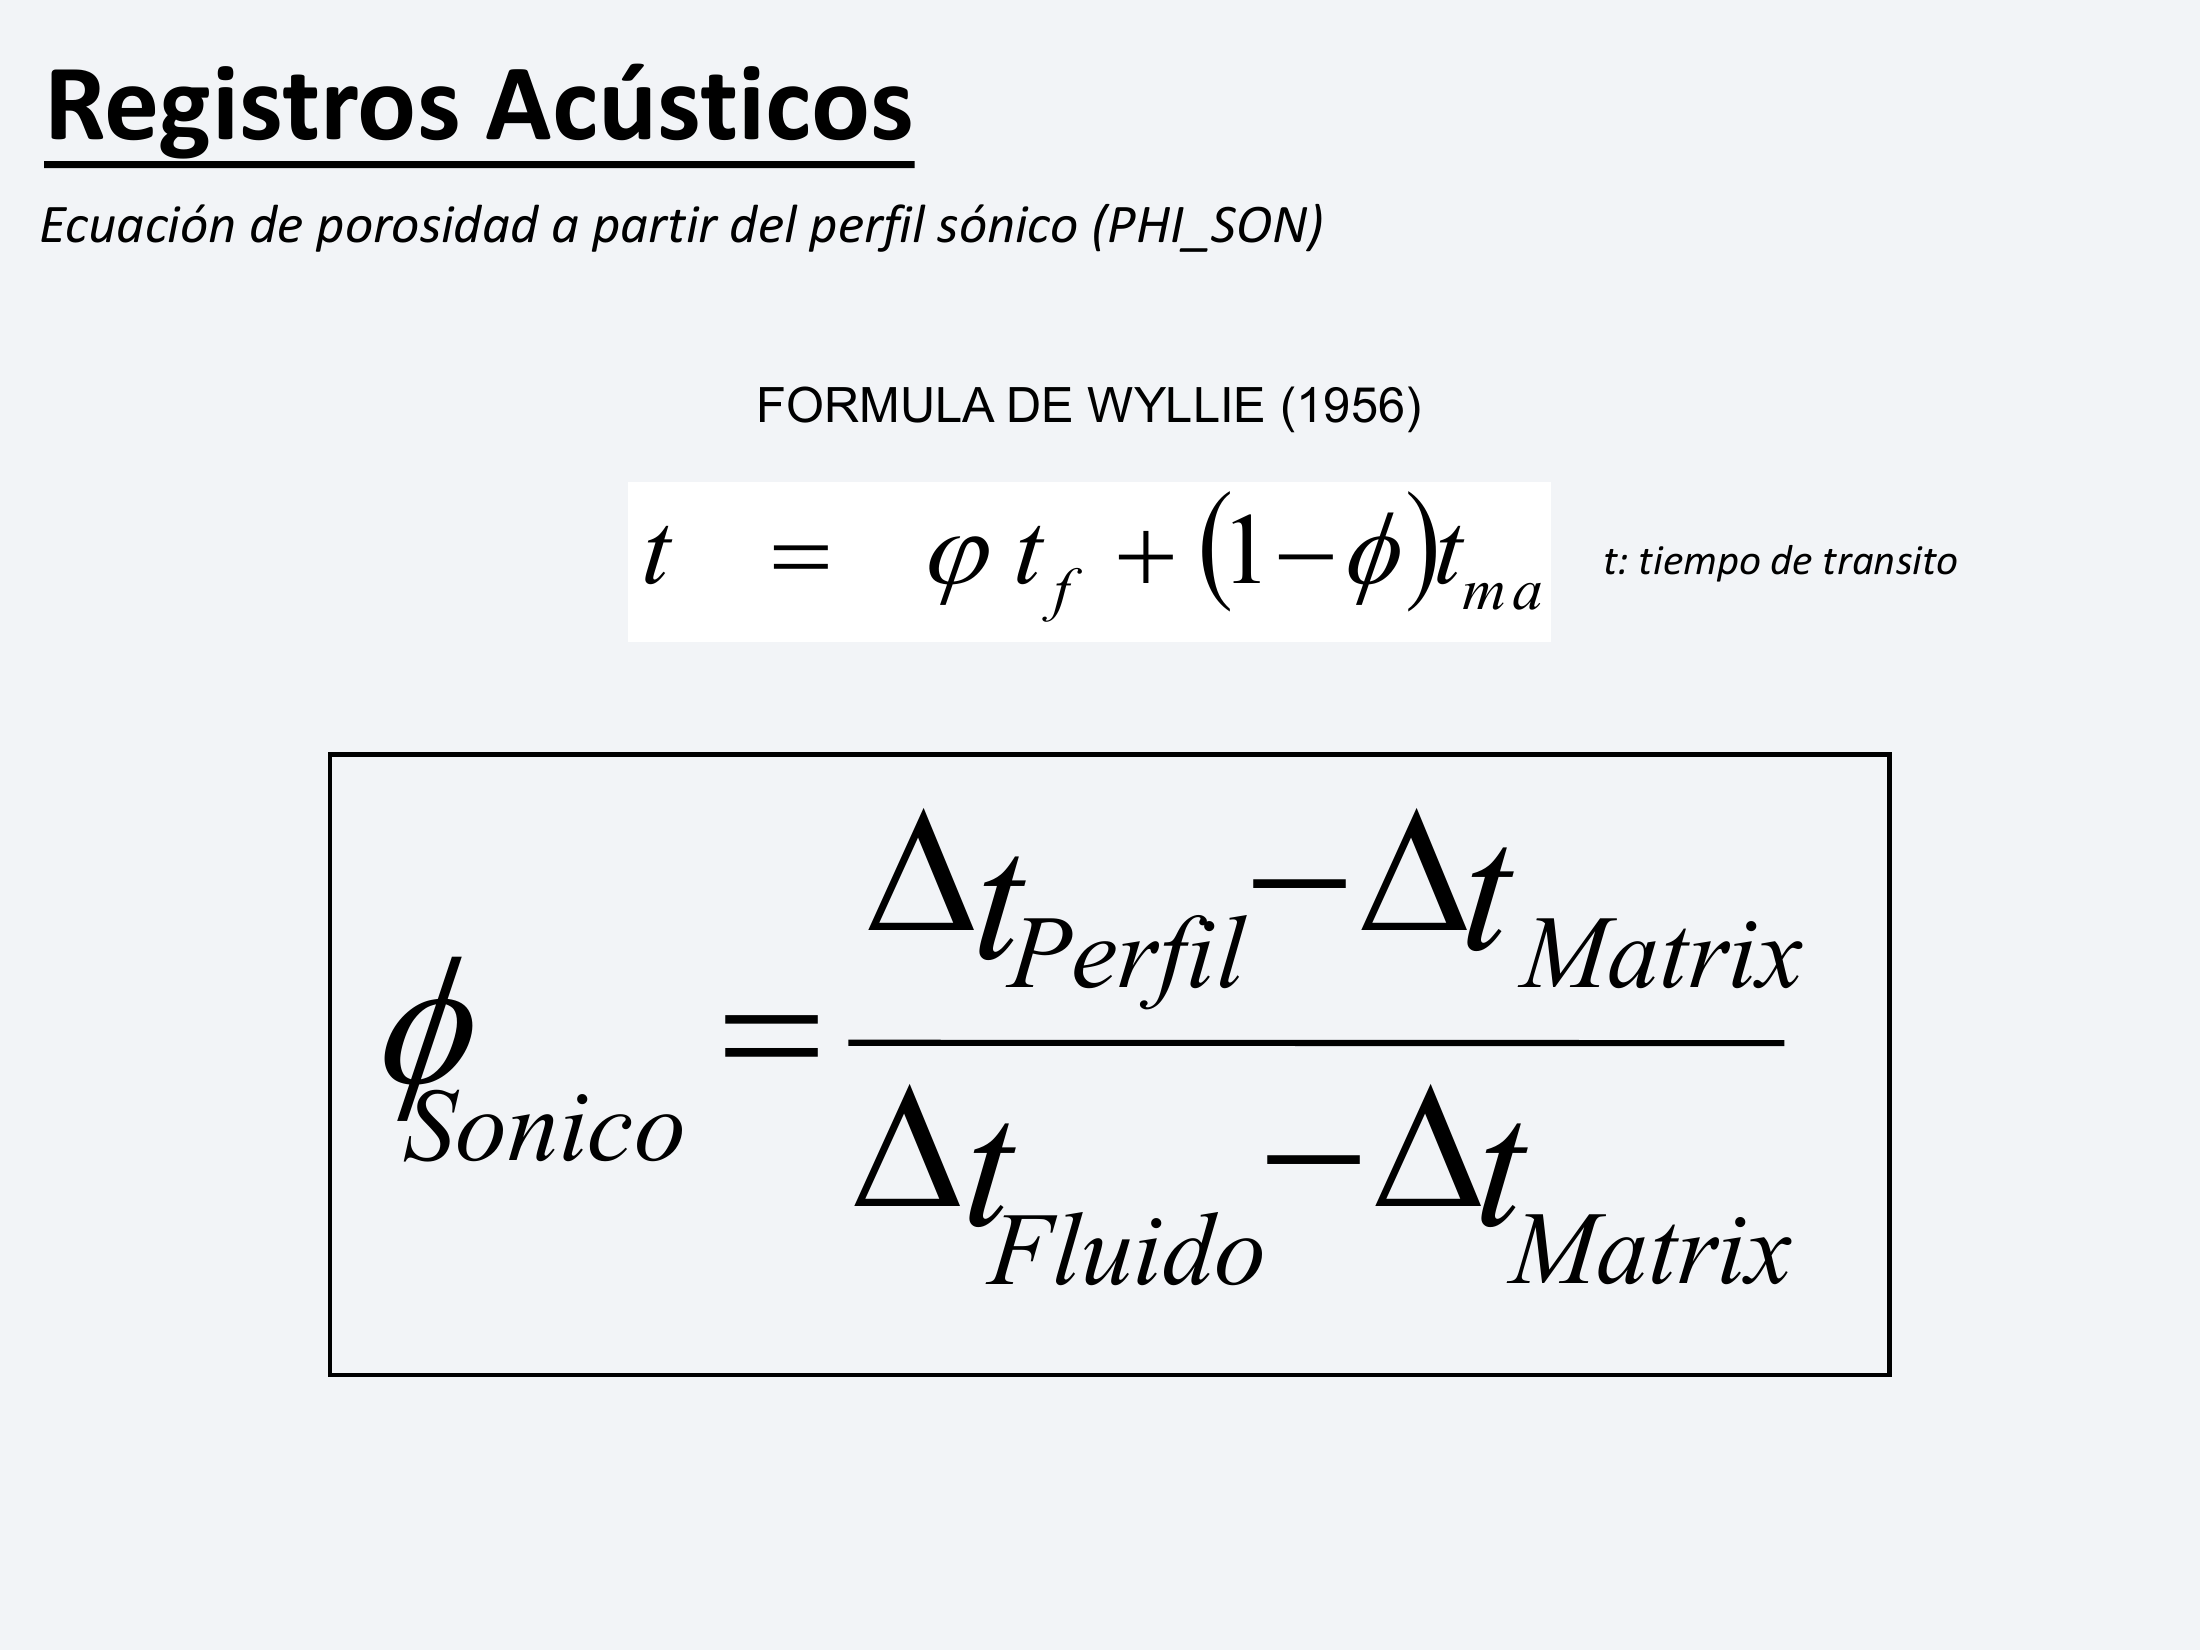 Registros Acústicos
Ecuación de porosidad a partir del perfil sónico (PHI_SON)
FORMULA DE WYLLIE (1956)
t = φ t_f + (1−ϕ)t_ma
t: tiempo de transito
ϕ_Sonico = (Δt_Perfil − Δt_Matrix) / (Δt_Fluido − Δt_Matrix)